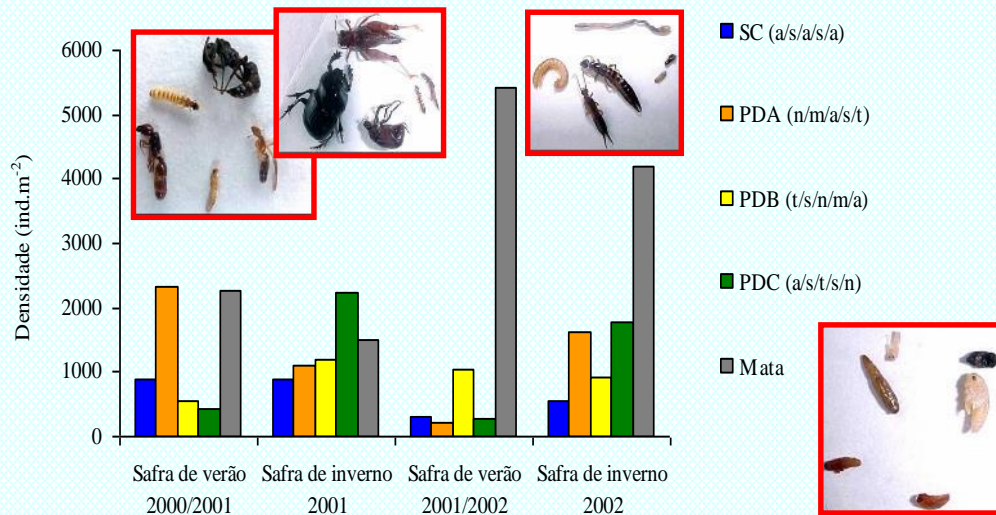 Densidade (ind.m-2)
6000
5000
4000
3000
2000
1000
0
Safra de verão
2000/2001
Safra de inverno
2001
Safra de verão
2001/2002
Safra de inverno
2002
SC (a/s/a/s/a)
PDA (n/m/a/s/t)
PDB (t/s/n/m/a)
PDC (a/s/t/s/n)
Mata